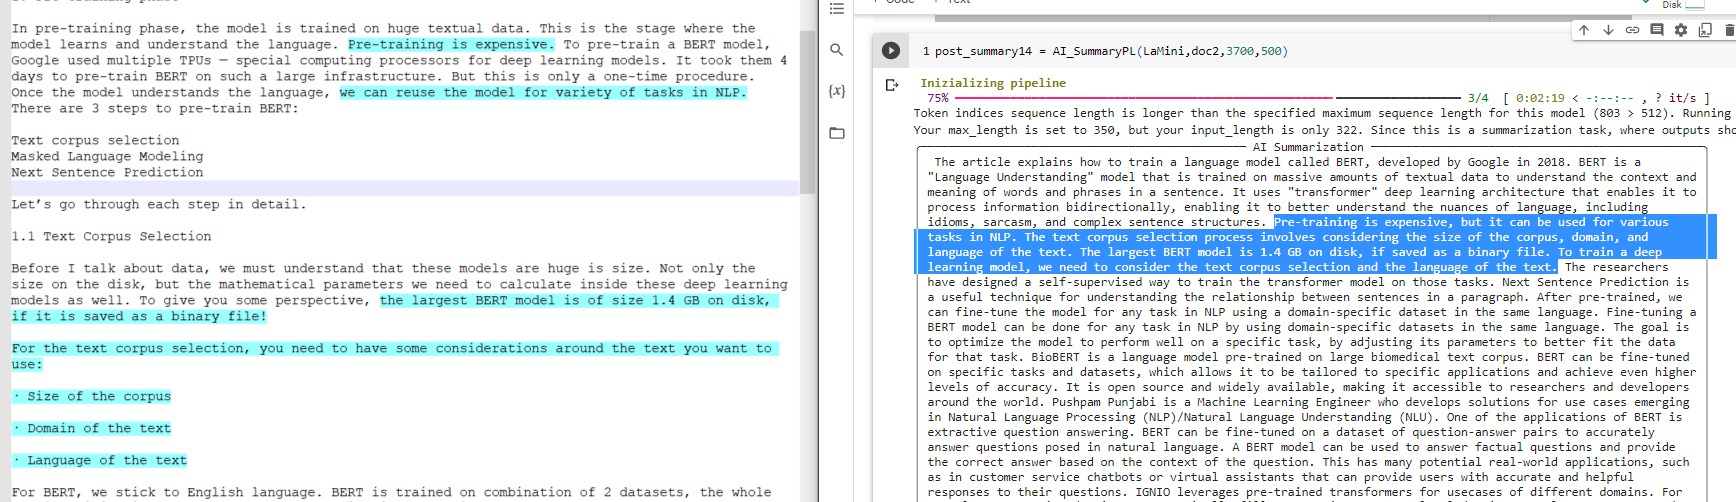 In pre-training phase, the model is trained on huge textual data. This is the stage where the
model learns and understand the language. Pre-training is expensive. To pre-train a BERT model,
Google used multiple TPUs — special computing processors for deep learning models. It took them 4
days to pre-train BERT on such a large infrastructure. But this is only a one-time procedure.
Once the model understands the language, we can reuse the model for variety of tasks in NLP.
There are 3 steps to pre-train BERT:
Text corpus selection
Masked Language Modeling
Next Sentence Prediction
Let's go through each step in detail.
1.1 Text Corpus Selection
Before I talk about data, we must understand that these models are huge is size. Not only the
size on the disk, but the mathematical parameters we need to calculate inside these deep learning
models as well. To give you some perspective, the largest BERT model is of size 1.4 GB on disk,
if it is saved as a binary file!
For the text corpus selection, you need to have some considerations around the text you want to
use:
· Size of the corpus
· Domain of the text
· Language of the text
For BERT, we stick to English language. BERT is trained on combination of 2 datasets, the whole
{x}
+ Code + Text
Disk
1 post_summary14 = AI_SummaryPL(LaMini,doc2,3700,500)
Inizializing pipeline
75% 3/4 [ 0:02:19 < -:--:-- , ? it/s ]
Token indices sequence length is longer than the specified maximum sequence length for this model (803 > 512). Running
Your max_length is set to 350, but your input_length is only 322. Since this is a summarization task, where outputs sho
AI Summarization
The article explains how to train a language model called BERT, developed by Google in 2018. BERT is a
"Language Understanding" model that is trained on massive amounts of textual data to understand the context and
meaning of words and phrases in a sentence. It uses "transformer" deep learning architecture that enables it to
process information bidirectionally, enabling it to better understand the nuances of language, including
idioms, sarcasm, and complex sentence structures. Pre-training is expensive, but it can be used for various
tasks in NLP. The text corpus selection process involves considering the size of the corpus, domain, and
language of the text. The largest BERT model is 1.4 GB on disk, if saved as a binary file. To train a deep
learning model, we need to consider the text corpus selection and the language of the text. The researchers
have designed a self-supervised way to train the transformer model on those tasks. Next Sentence Prediction is
a useful technique for understanding the relationship between sentences in a paragraph. After pre-trained, we
can fine-tune the model for any task in NLP using a domain-specific dataset in the same language. Fine-tuning a
BERT model can be done for any task in NLP by using domain-specific datasets in the same language. The goal is
to optimize the model to perform well on a specific task, by adjusting its parameters to better fit the data
for that task. BioBERT is a language model pre-trained on large biomedical text corpus. BERT can be fine-tuned
on specific tasks and datasets, which allows it to be tailored to specific applications and achieve even higher
levels of accuracy. It is open source and widely available, making it accessible to researchers and developers
around the world. Pushpam Punjabi is a Machine Learning Engineer who develops solutions for use cases emerging
in Natural Language Processing (NLP)/Natural Language Understanding (NLU). One of the applications of BERT is
extractive question answering. BERT can be fine-tuned on a dataset of question-answer pairs to accurately
answer questions posed in natural language. A BERT model can be used to answer factual questions and provide
the correct answer based on the context of the question. This has many potential real-world applications, such
as in customer service chatbots or virtual assistants that can provide users with accurate and helpful
responses to their questions. IGNIO leverages pre-trained transformers for usecases of different domains. For